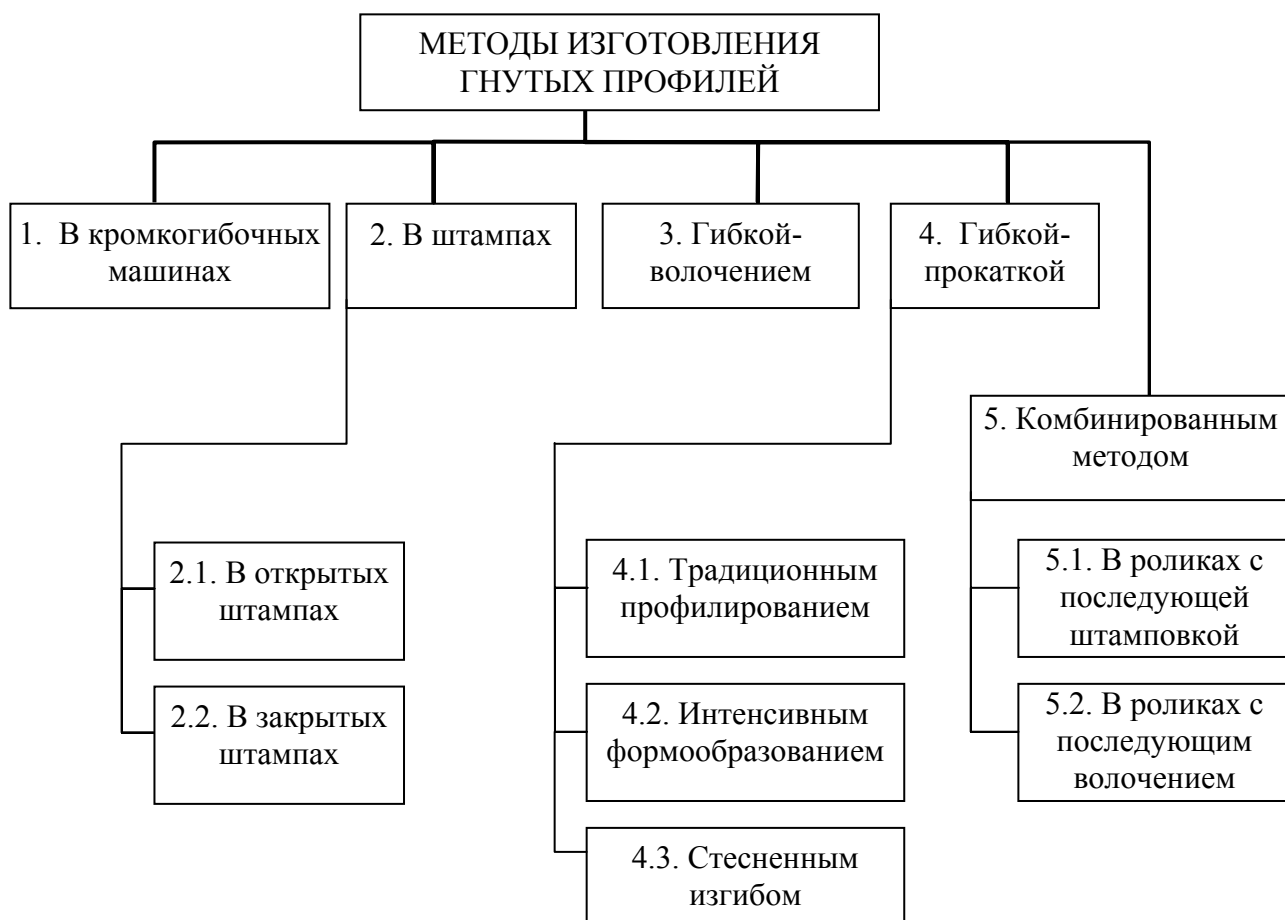 МЕТОДЫ ИЗГОТОВЛЕНИЯ
ГНУТЫХ ПРОФИЛЕЙ
1. В кромкогибочных
машинах
2. В штампах
3. Гибкой-
волочением
4. Гибкой-
прокаткой
5. Комбинированным
методом
2.1. В открытых
штампах
2.2. В закрытых
штампах
4.1. Традиционным
профилированием
4.2. Интенсивным
формообразованием
4.3. Стесненным
изгибом
5.1. В роликах с
последующей
штамповкой
5.2. В роликах с
последующим
волочением